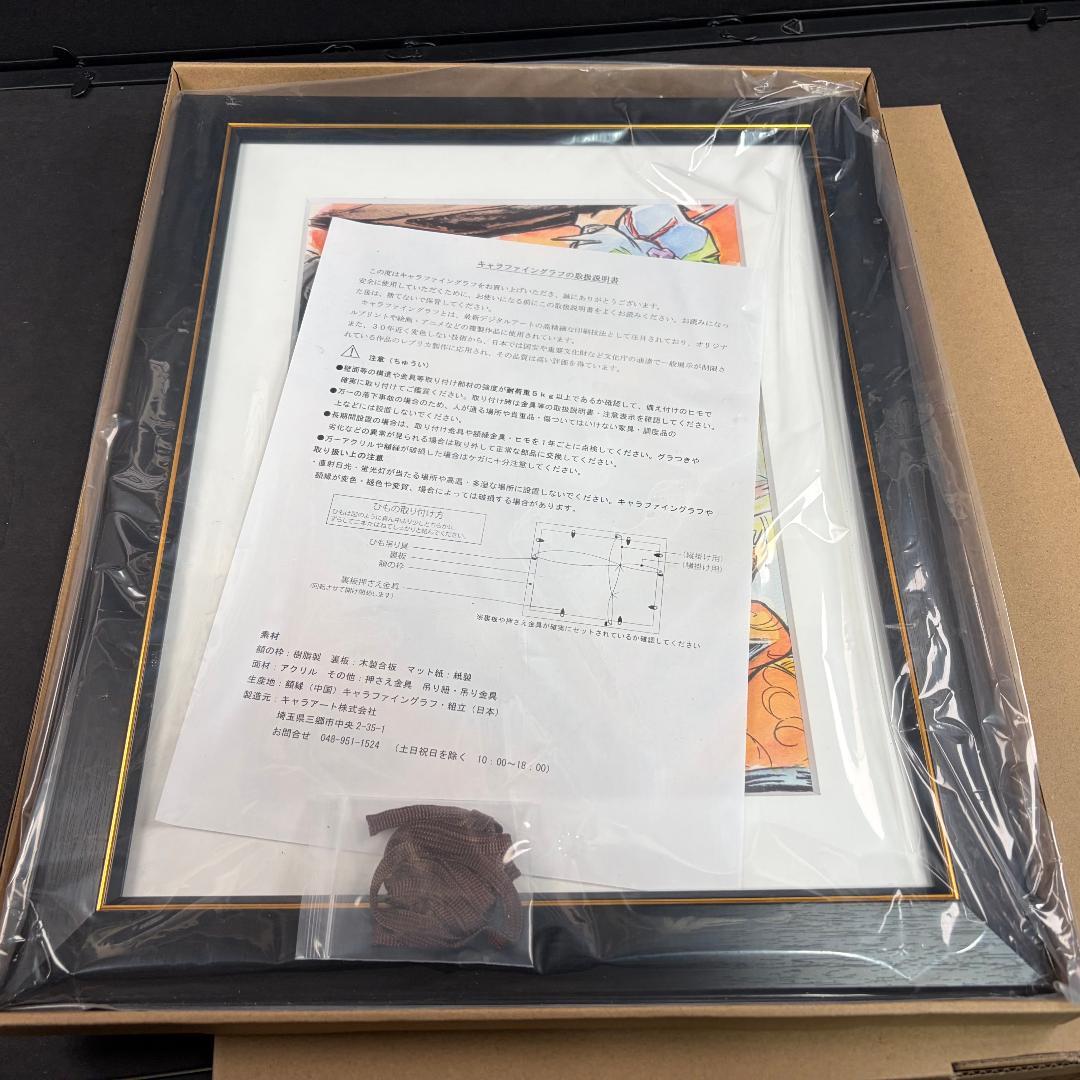 キャラファイングラフの取扱説明書
この度はキャラファイングラフをお買い上げいただき、誠にありがとうございます。
安全に使用していただくために、お使いになる前にこの取扱説明書をよくお読みください。お読みになっ
た後は、捨てないで保管してください。
キャラファイングラフとは、最新デジタルアートの高精細な印刷技法として注目されており、オリジナ
ルプリントや絵画・アニメなどの複製作品に使用されています。
また、30年近く変色しない技術から、日本では国宝や重要文化財など文化庁の通達で一般展示が制限さ
れている作品のレプリカ製作に応用され、その品質は高い評価を得ています。
注意（ちゅうい）
●壁面等の構造や金具等取り付け部材の強度が耐荷重5kg以上であるか確認して、備え付けのヒモで
確実に取り付けてご鑑賞ください。取り付け時は金具等の取扱説明書・注意表示を確認してください。
●万一の落下事故の場合のため、人が通る場所や貴重品・傷ついてはいけない家具・調度品の
上などには設置しないでください。
●長期間設置の場合は、取り付け金具や額縁金具・ヒモを1年ごとに点検してください。グラつきや
劣化などの異常が見られる場合は取り外して正常な部品に交換してください。
●万一アクリルや額縁が破損した場合はケガに十分注意してください。
取り扱い上の注意
・直射日光・蛍光灯が当たる場所や高温・多湿な場所に設置しないでください。キャラファイングラフや
額縁が変色・褪色や変質、場合によっては破損する場合があります。
ひもの取り付け方
ひも吊り具
裏板
額の枠
裏板押さえ金具
(回転させて開け閉めします)
(縦掛け用)
(横掛け用)
※裏板や押さえ金具が確実にセットされているか確認してください
素材
額の枠：樹脂製　裏板：木製合板　マット紙：紙製
面材：アクリル　その他：押さえ金具　吊り紐・吊り金具
生産地：額縁（中国）キャラファイングラフ・組立（日本）
製造元：キャラアート株式会社
埼玉県三郷市中央2-35-1
お問合せ　048-951-1524　（土日祝日を除く　10：00～18：00）